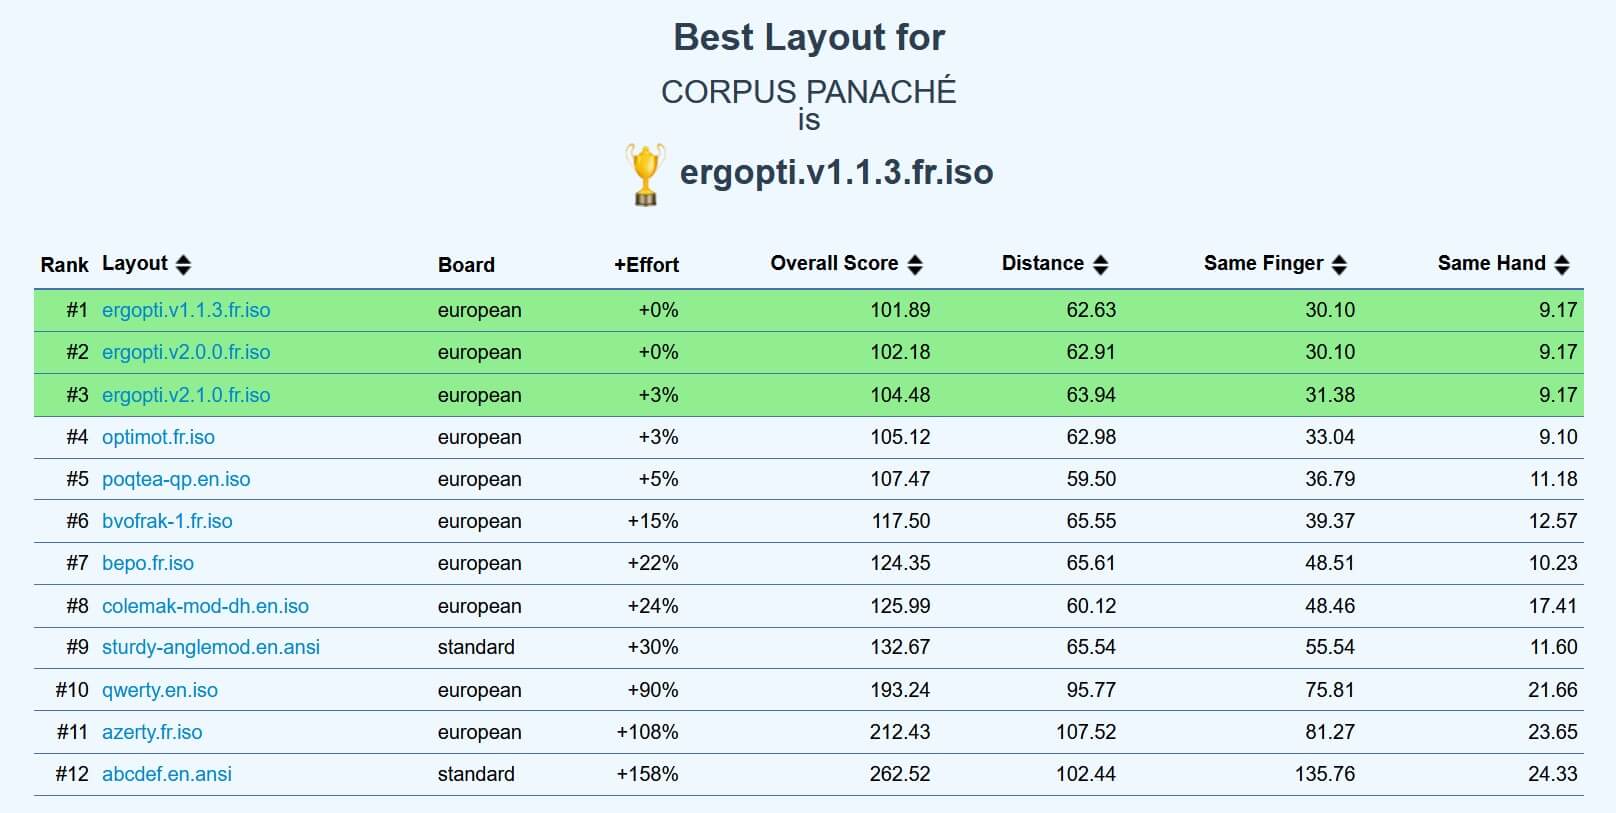 Best Layout for
CORPUS PANACHÉ
is
ergopti.v1.1.3.fr.iso
Rank Layout Board +Effort Overall Score Distance Same Finger Same Hand
#1 ergopti.v1.1.3.fr.iso european +0% 101.89 62.63 30.10 9.17
#2 ergopti.v2.0.0.fr.iso european +0% 102.18 62.91 30.10 9.17
#3 ergopti.v2.1.0.fr.iso european +3% 104.48 63.94 31.38 9.17
#4 optimot.fr.iso european +3% 105.12 62.98 33.04 9.10
#5 poqtea-qp.en.iso european +5% 107.47 59.50 36.79 11.18
#6 bvofrak-1.fr.iso european +15% 117.50 65.55 39.37 12.57
#7 bepo.fr.iso european +22% 124.35 65.61 48.51 10.23
#8 colemak-mod-dh.en.iso european +24% 125.99 60.12 48.46 17.41
#9 sturdy-anglemod.en.ansi standard +30% 132.67 65.54 55.54 11.60
#10 qwerty.en.iso european +90% 193.24 95.77 75.81 21.66
#11 azerty.fr.iso european +108% 212.43 107.52 81.27 23.65
#12 abcdef.en.ansi standard +158% 262.52 102.44 135.76 24.33